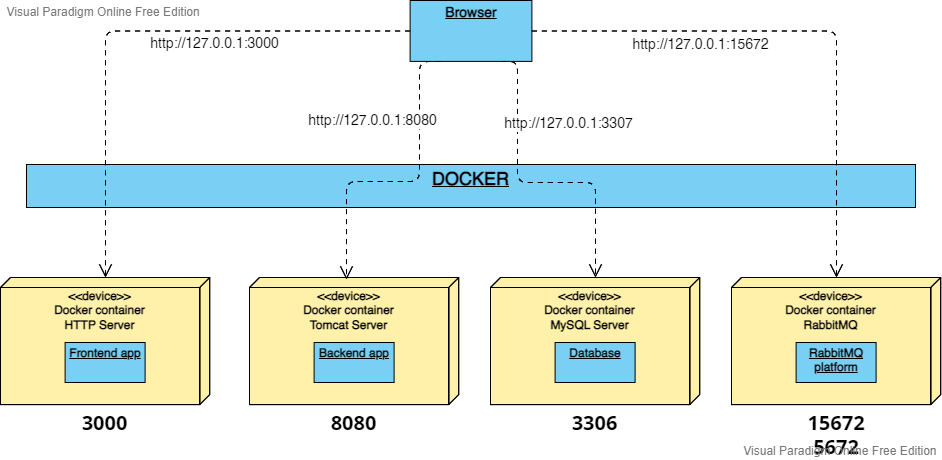 Visual Paradigm Online Free Edition
Browser
http://127.0.0.1:3000
http://127.0.0.1:15672
http://127.0.0.1:8080
http://127.0.0.1:3307
DOCKER
<<device>>
Docker container
HTTP Server
Frontend app
3000
<<device>>
Docker container
Tomcat Server
Backend app
8080
<<device>>
Docker container
MySQL Server
Database
3306
<<device>>
Docker container
RabbitMQ
RabbitMQ
platform
15672
5672
Visual Paradigm Online Free Edition